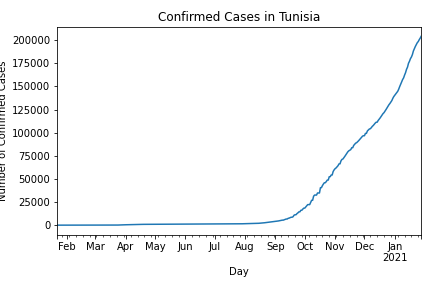 Confirmed Cases in Tunisia
Number of Confirmed Cases
200000
175000
150000
125000
100000
75000
50000
25000
0
Feb Mar Apr May Jun Jul Aug Sep Oct Nov Dec Jan
2021
Day